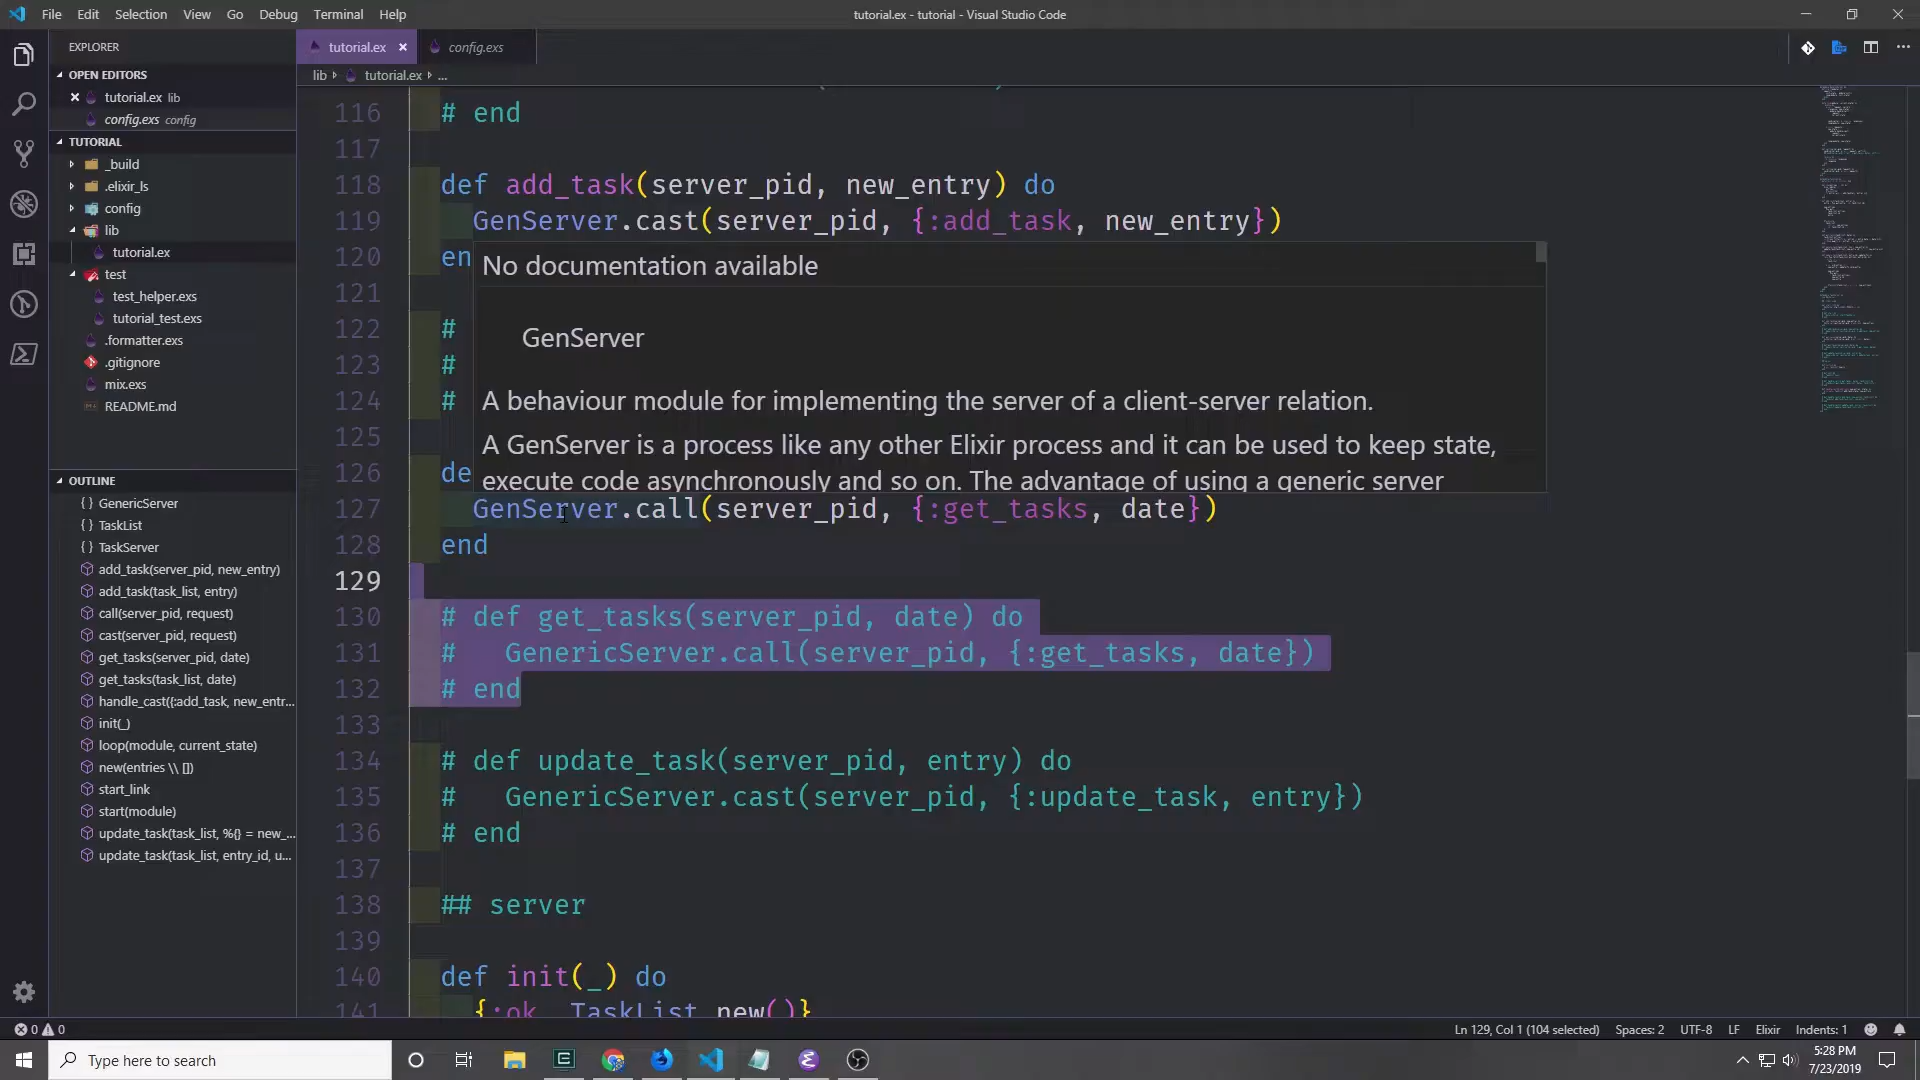 File Edit Selection View Go Debug Terminal Help
tutorial.ex - tutorial - Visual Studio Code
EXPLORER
OPEN EDITORS
tutorial.ex lib
config.exs config
TUTORIAL
_build
.elixir_ls
config
lib
tutorial.ex
test
test_helper.exs
tutorial_test.exs
.formatter.exs
.gitignore
mix.exs
README.md
OUTLINE
{ } GenericServer
{ } TaskList
{ } TaskServer
add_task(server_pid, new_entry)
add_task(task_list, entry)
call(server_pid, request)
cast(server_pid, request)
get_tasks(server_pid, date)
get_tasks(task_list, date)
handle_cast({:add_task, new_entr...
init(_)
loop(module, current_state)
new(entries \\ [])
start_link
start(module)
update_task(task_list, %{} = new_...
update_task(task_list, entry_id, u...
tutorial.ex
config.exs
lib tutorial.ex ...
116 # end
117
118 def add_task(server_pid, new_entry) do
119 GenServer.cast(server_pid, {:add_task, new_entry})
120 en
No documentation available
121
GenServer
122 #
123 #
124 # A behaviour module for implementing the server of a client-server relation.
125 A GenServer is a process like any other Elixir process and it can be used to keep state,
126 de execute code asynchronously and so on. The advantage of using a generic server
127 GenServer.call(server_pid, {:get_tasks, date})
128 end
129
130 # def get_tasks(server_pid, date) do
131 # GenericServer.call(server_pid, {:get_tasks, date})
132 # end
133
134 # def update_task(server_pid, entry) do
135 # GenericServer.cast(server_pid, {:update_task, entry})
136 # end
137
138 ## server
139
140 def init(_) do
141 {:ok, TaskList.new()}
0 0
Ln 129, Col 1 (104 selected) Spaces: 2 UTF-8 LF Elixir Indents: 1
Type here to search
5:28 PM
7/23/2019